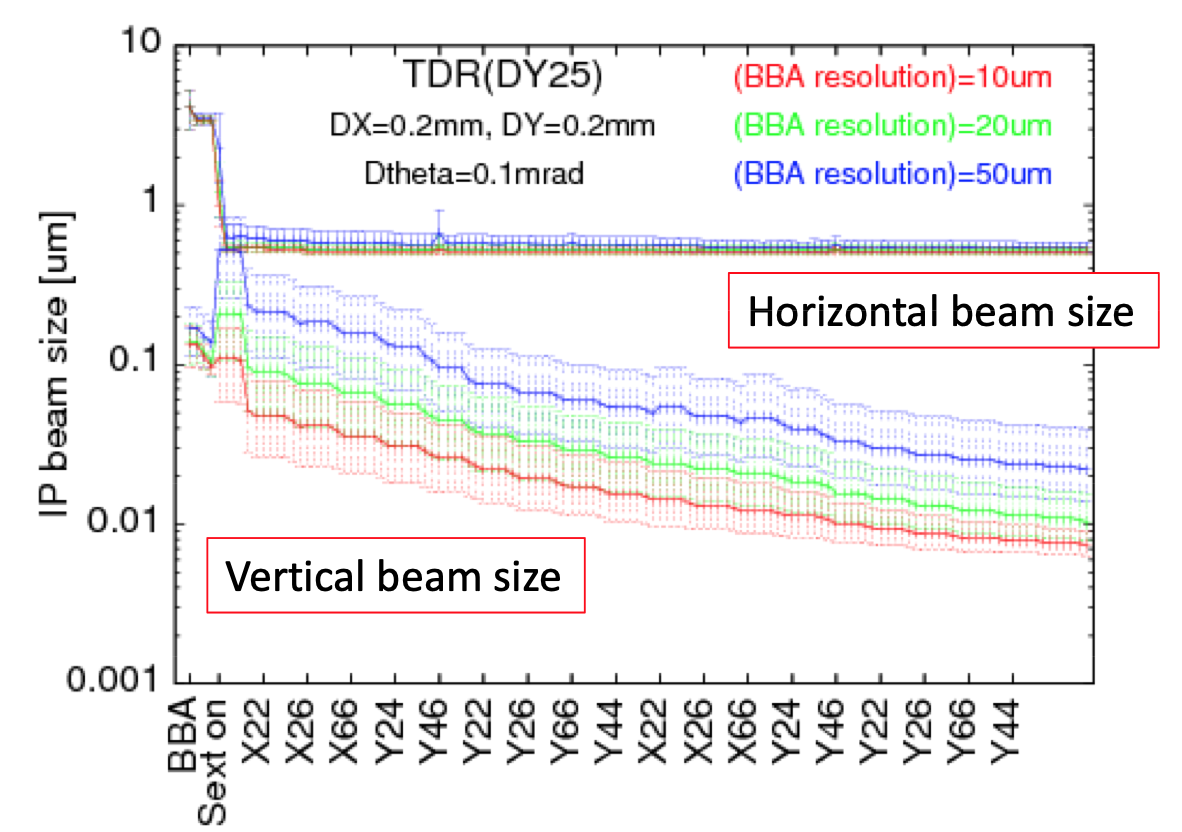 10
TDR(DY25)
(BBA resolution)=10um
DX=0.2mm, DY=0.2mm
(BBA resolution)=20um
Dtheta=0.1mrad
(BBA resolution)=50um
1
IP beam size [um]
Horizontal beam size
0.1
0.01
Vertical beam size
0.001
BBA
Sext on
X22
X26
X66
Y24
Y46
Y22
Y26
Y66
Y44
X22
X26
X66
Y24
Y46
Y22
Y26
Y66
Y44